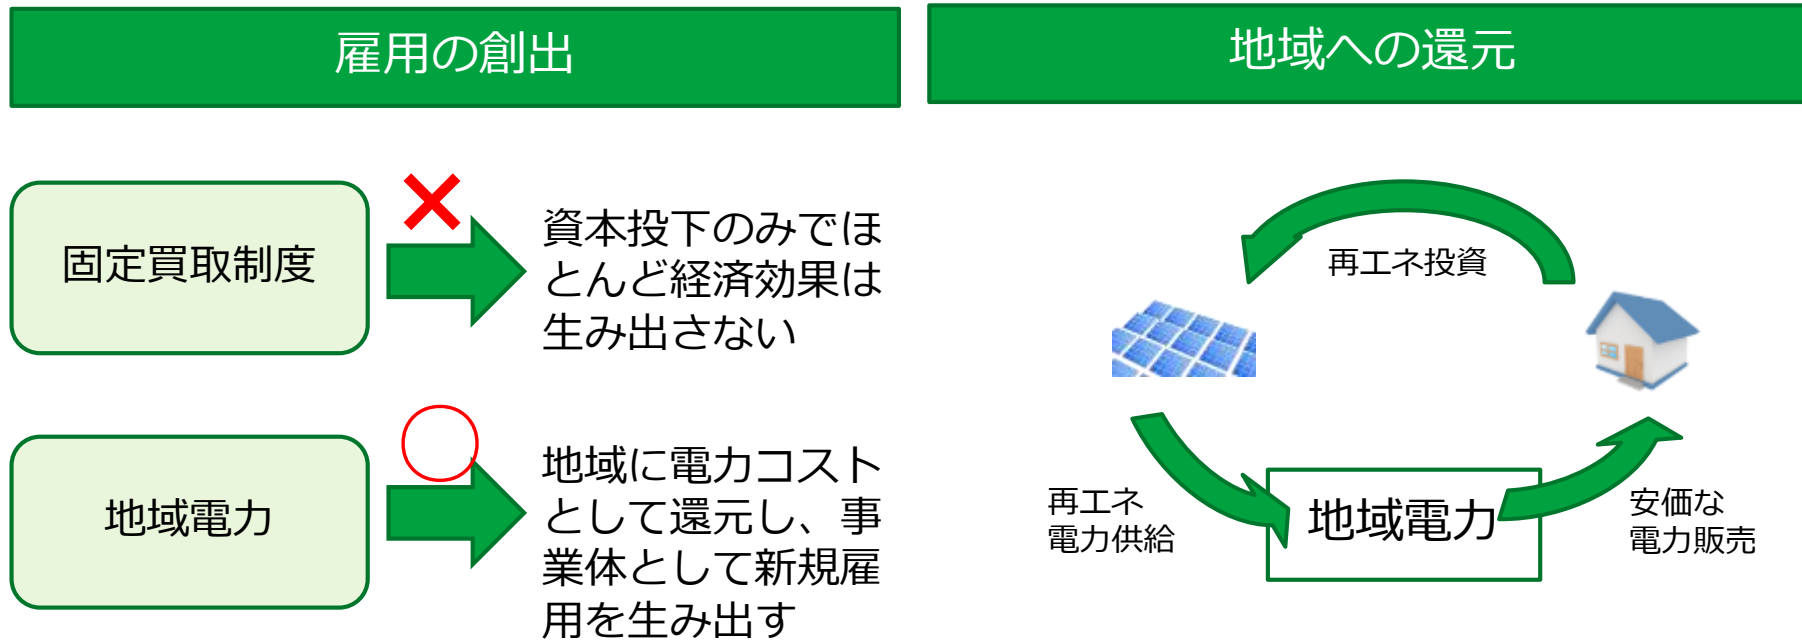 雇用の創出
固定買取制度
資本投下のみでほ
とんど経済効果は
生み出さない
地域電力
地域に電力コスト
として還元し、事
業体として新規雇
用を生み出す
地域への還元
再エネ投資
再エネ
電力供給
地域電力
安価な
電力販売